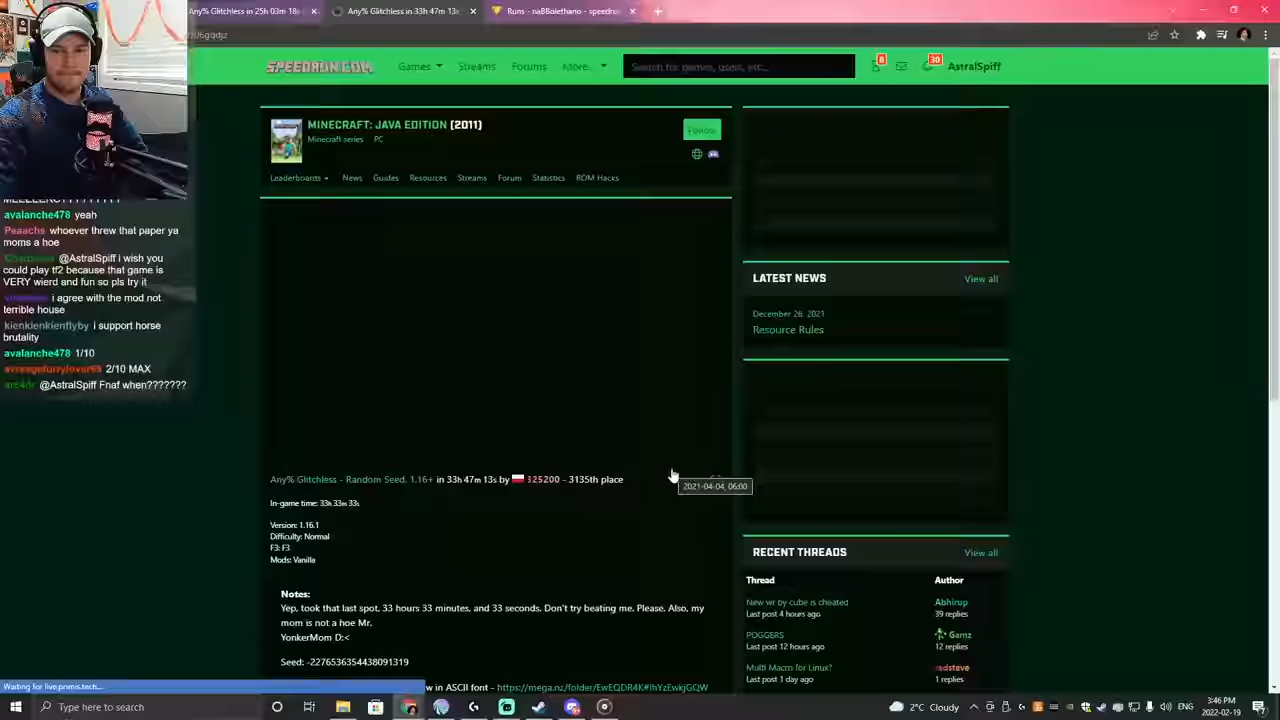 Any% Glitchless in 25h 03m 18s
Any% Glitchless in 33h 47m 13s
Runs - naBBoiethano - speedru
SPEEDRUN.COM
Games
Streams
Forums
More...
Search for games, users, etc...
8
30
AstralSpiff
MINECRAFT: JAVA EDITION (2011)
Minecraft series PC
Follow
Leaderboards News Guides Resources Streams Forum Statistics ROM Hacks
avalanche478 yeah
Peaachs whoever threw that paper ya
moma a hoe
@AstralSpiff i wish you
could play tf2 because that game is
VERY wierd and fun so pls try it
i agree with the mod not
terrible house
kienkienkienflyby i support horse
brutality
avalanche478 1/10
2/10 MAX
@AstralSpiff Fnaf when???????
LATEST NEWS
View all
December 26, 2021
Resource Rules
Any% Glitchless - Random Seed, 1.16+ in 33h 47m 13s by 325200 - 3135th place
2021-04-04, 06:00
In-game time: 33h 33m 33s
Version: 1.16.1
Difficulty: Normal
F3: F3
Mods: Vanilla
Notes:
Yep, took that last spot, 33 hours 33 minutes, and 33 seconds. Don't try beating me. Please. Also, my
mom is not a hoe Mr.
YonkerMom D:<
Seed: -2276536354438091319
w in ASCII font - https://mega.nz/folder/EwEQDR4K#IhYzEwkjGQW
RECENT THREADS
View all
Thread
Author
New wr by cube is cheated
Abhirup
Last post 4 hours ago
39 replies
POGGERS
Gamz
Last post 12 hours ago
12 replies
Multi Macro for Linux?
radsteve
Last post 1 day ago
1 replies
Type here to search
2°C Cloudy
ENG
3:46 PM
2022-02-19